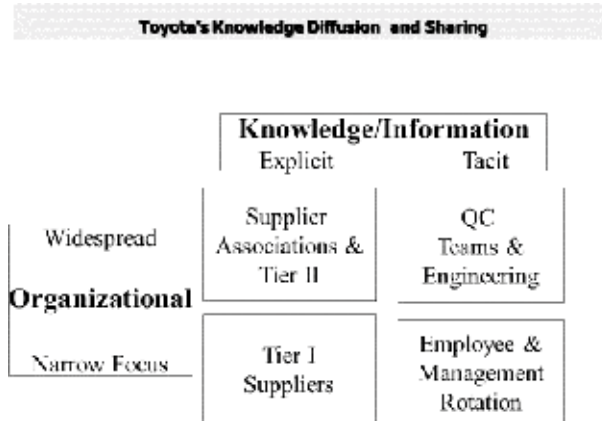 Toyota's Knowledge Diffusion and Sharing
Knowledge/Information
Explicit Tacit
Widespread
Organizational
Narrow Focus
Supplier
Associations &
Tier II
QC
Teams &
Engineering
Tier I
Suppliers
Employee &
Management
Rotation